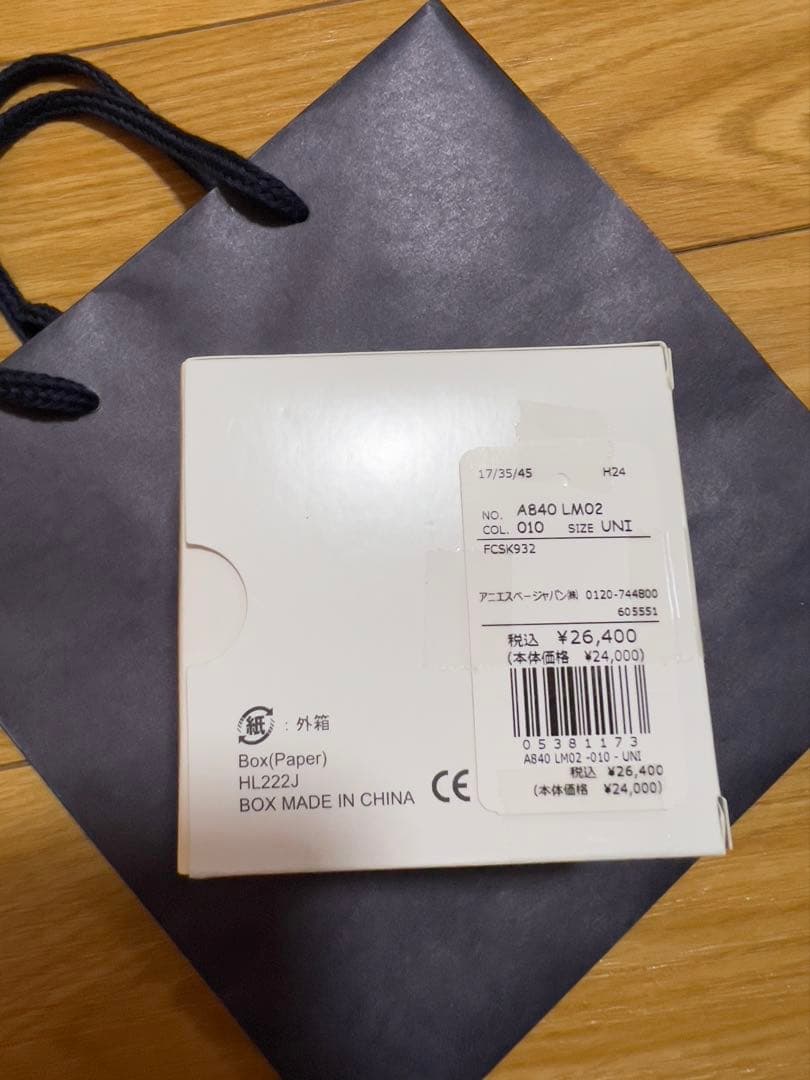 17/35/45 H24
NO. A840 LM02
COL. 010 SIZE UNI
FCSK932
アニエスベージャパン㈱ 0120-744800
605551
税込 ¥26,400
(本体価格 ¥24,000)
05381173
A840 LM02 -010 - UNI
税込 ¥26,400
(本体価格 ¥24,000)
紙 : 外箱
Box(Paper)
HL222J
BOX MADE IN CHINA CE